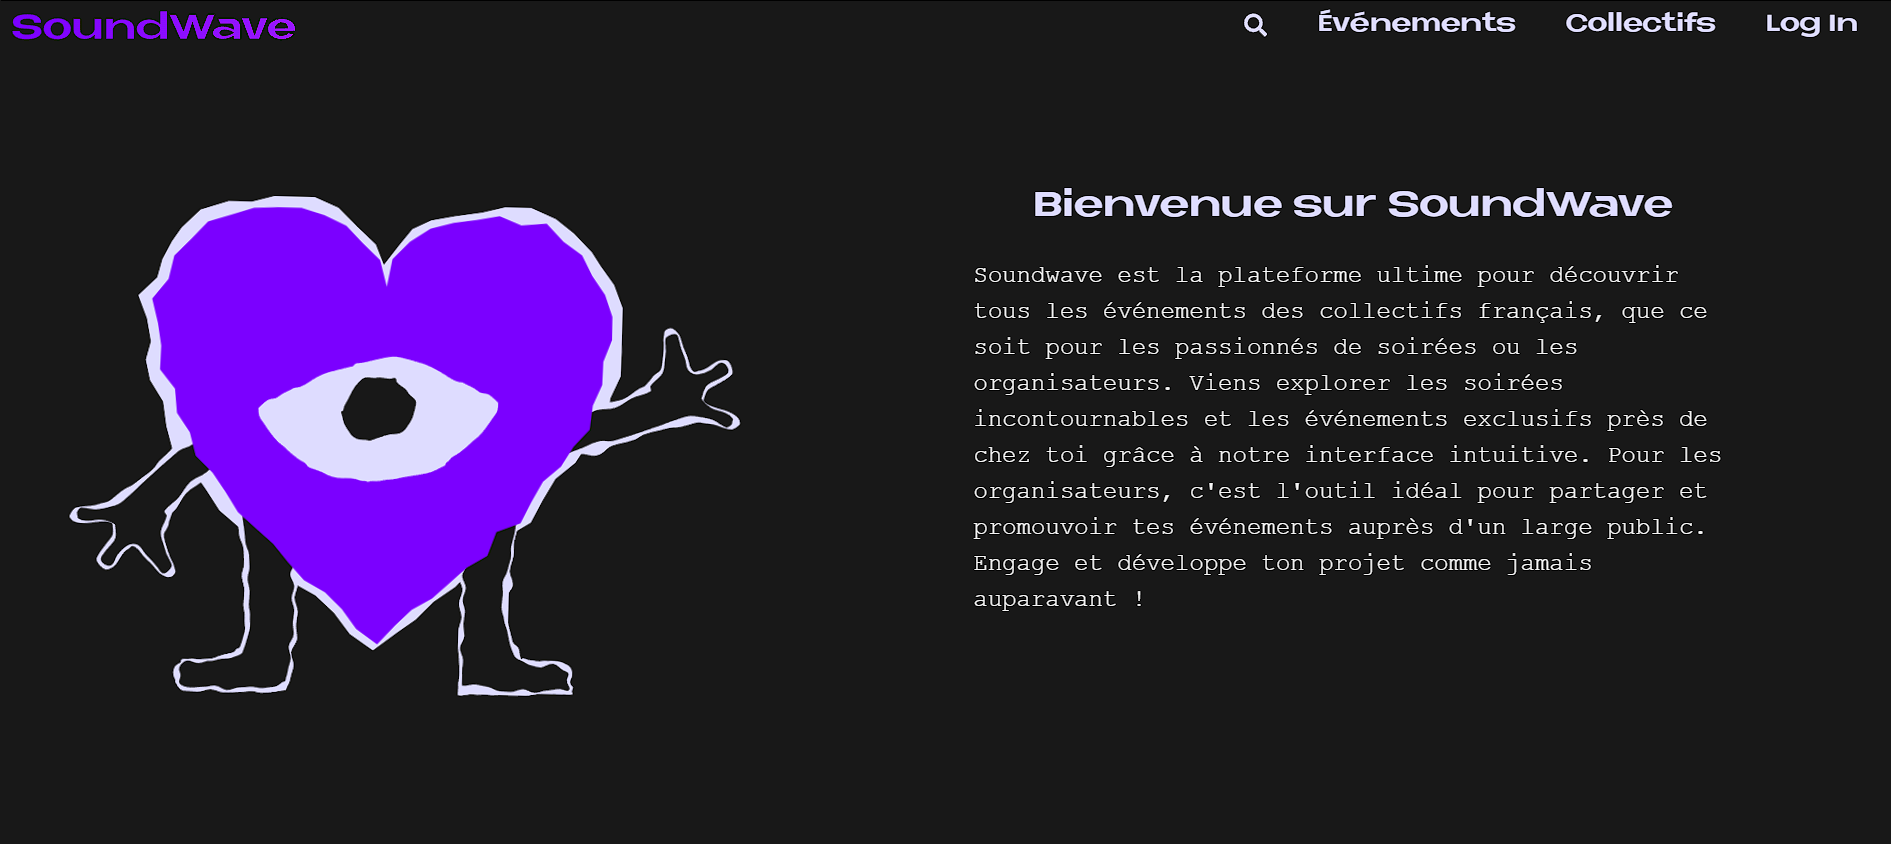 SoundWave
Événements
Collectifs
Log In
Bienvenue sur SoundWave
Soundwave est la plateforme ultime pour découvrir
tous les événements des collectifs français, que ce
soit pour les passionnés de soirées ou les
organisateurs. Viens explorer les soirées
incontournables et les événements exclusifs près de
chez toi grâce à notre interface intuitive. Pour les
organisateurs, c'est l'outil idéal pour partager et
promouvoir tes événements auprès d'un large public.
Engage et développe ton projet comme jamais
auparavant !